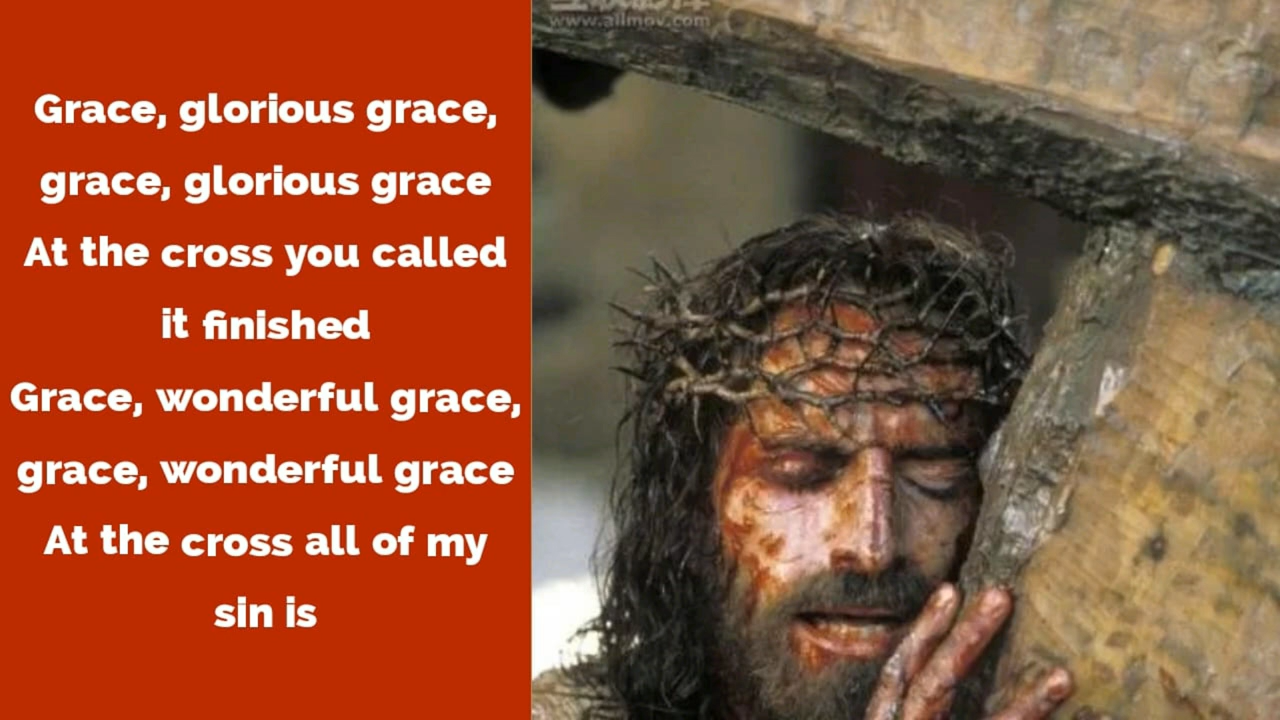 www.allmov.com
Grace, glorious grace,
grace, glorious grace
At the cross you called
it finished
Grace, wonderful grace,
grace, wonderful grace
At the cross all of my
sin is